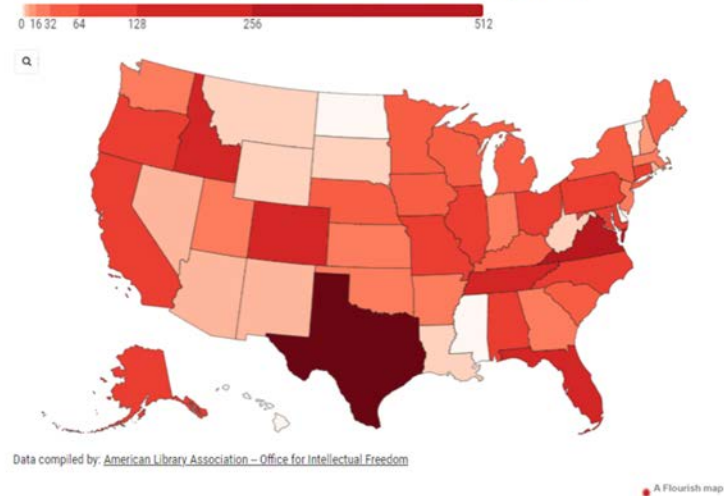 0 16 32 64 128 256 512
Data compiled by: American Library Association – Office for Intellectual Freedom
A Flourish map